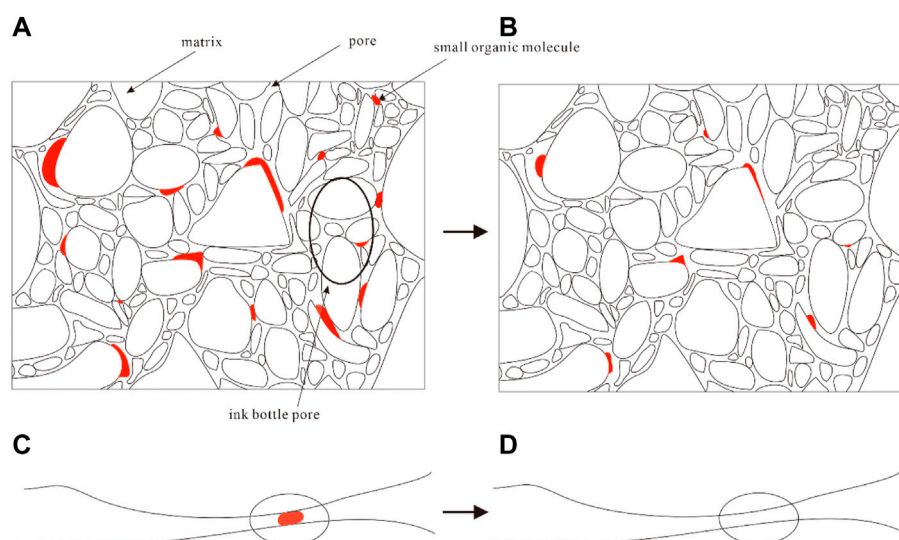 A
B
matrix
pore
small organic molecule
ink bottle pore
C
D